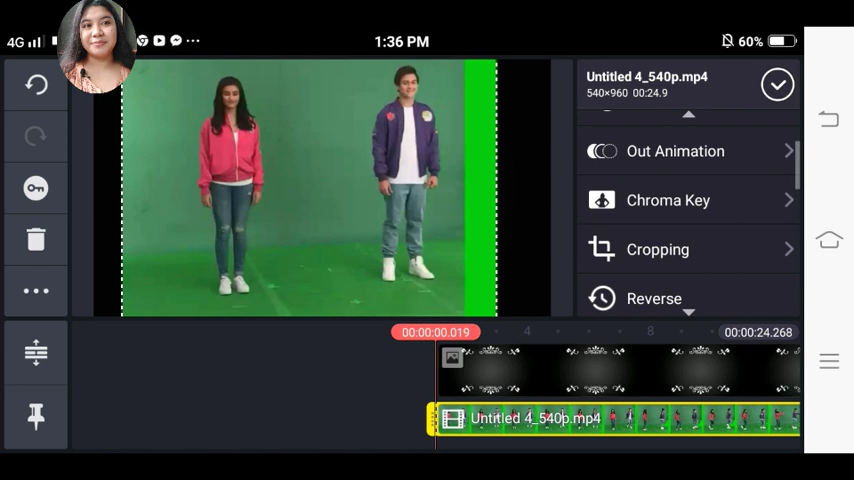 4G
1:36 PM
60%
Untitled 4_540p.mp4
540×960 00:24.9
Out Animation
Chroma Key
Cropping
Reverse
00:00:00.019
4
8
00:00:24.268
Untitled 4_540p.mp4